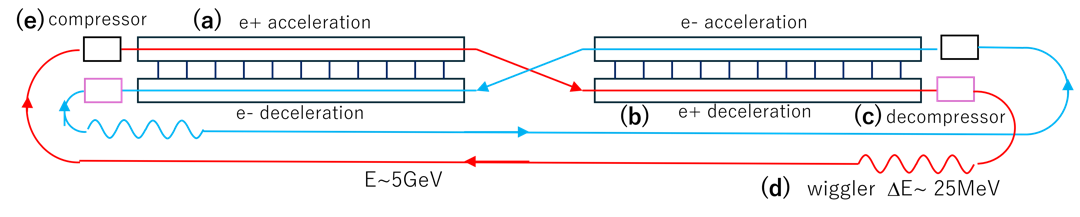 (e) compressor
(a) e+ acceleration
e- acceleration
e- deceleration
(b) e+ deceleration
(c) decompressor
E~5GeV
(d) wiggler ΔE~ 25MeV